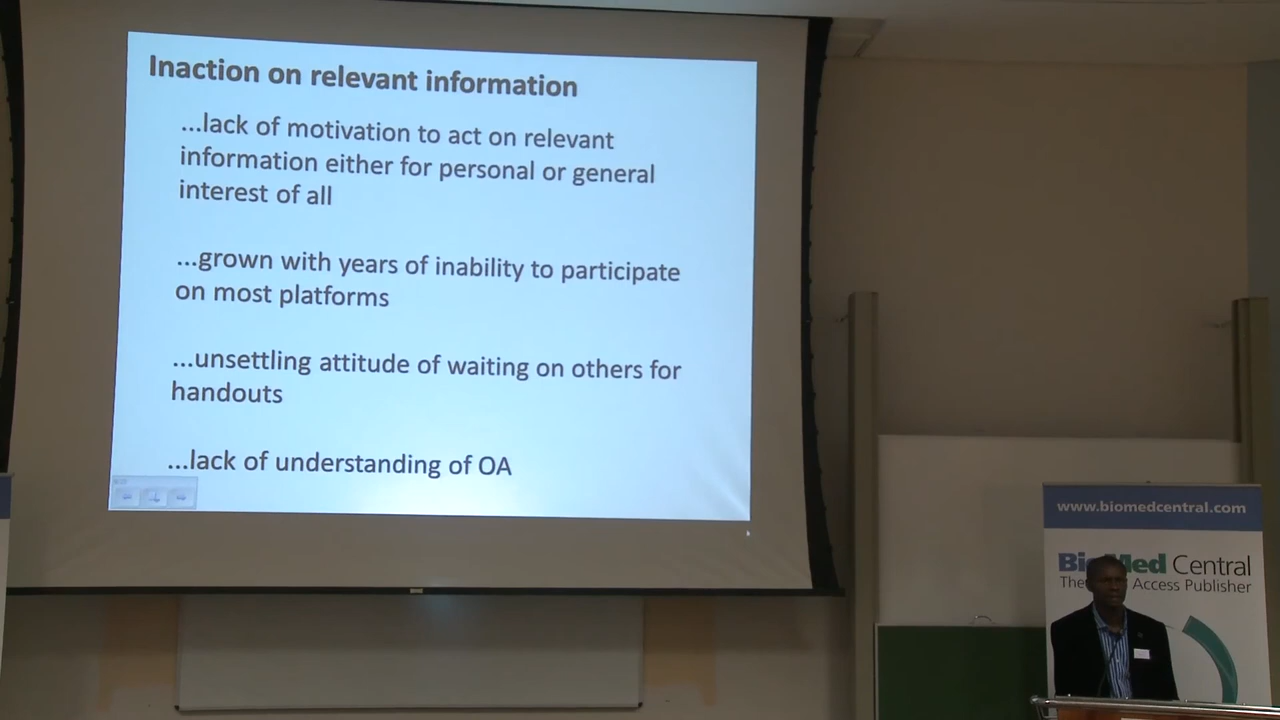 Inaction on relevant information
...lack of motivation to act on relevant
information either for personal or general
interest of all
...grown with years of inability to participate
on most platforms
...unsettling attitude of waiting on others for
handouts
...lack of understanding of OA
www.biomedcentral.com
BioMed Central
The Access Publisher